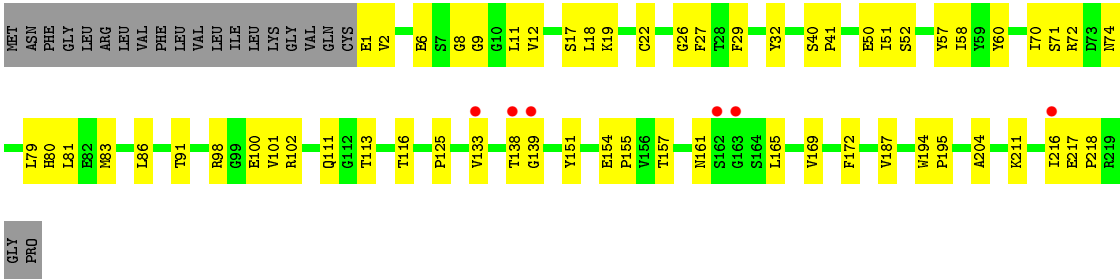 MET ASN PHE GLY LEU ARG LEU VAL PHE LEU VAL LEU ILE LEU LYS GLY VAL GLN CYS E1 V2 E6 S7 G8 G9 G10 L11 V12 S17 L18 K19 C22 G26 F27 T28 F29 Y32 S40 P41 E50 I51 S52 Y57 I58 Y59 Y60 I70 S71 R72 D73 N74
L79 H80 L81 E82 M83 L86 T91 R98 G99 E100 V101 R102 Q111 G112 T113 T116 P125 V133 T138 G139 Y151 E154 P155 V156 T157 N161 S162 G163 S164 L165 V169 F172 V187 W194 P195 A204 K211 I216 E217 P218 R219
GLY PRO